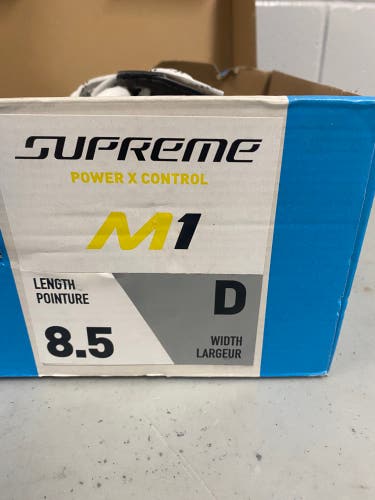 SUPREME
POWER X CONTROL
M1
LENGTH
POINTURE
8.5
D
WIDTH
LARGEUR